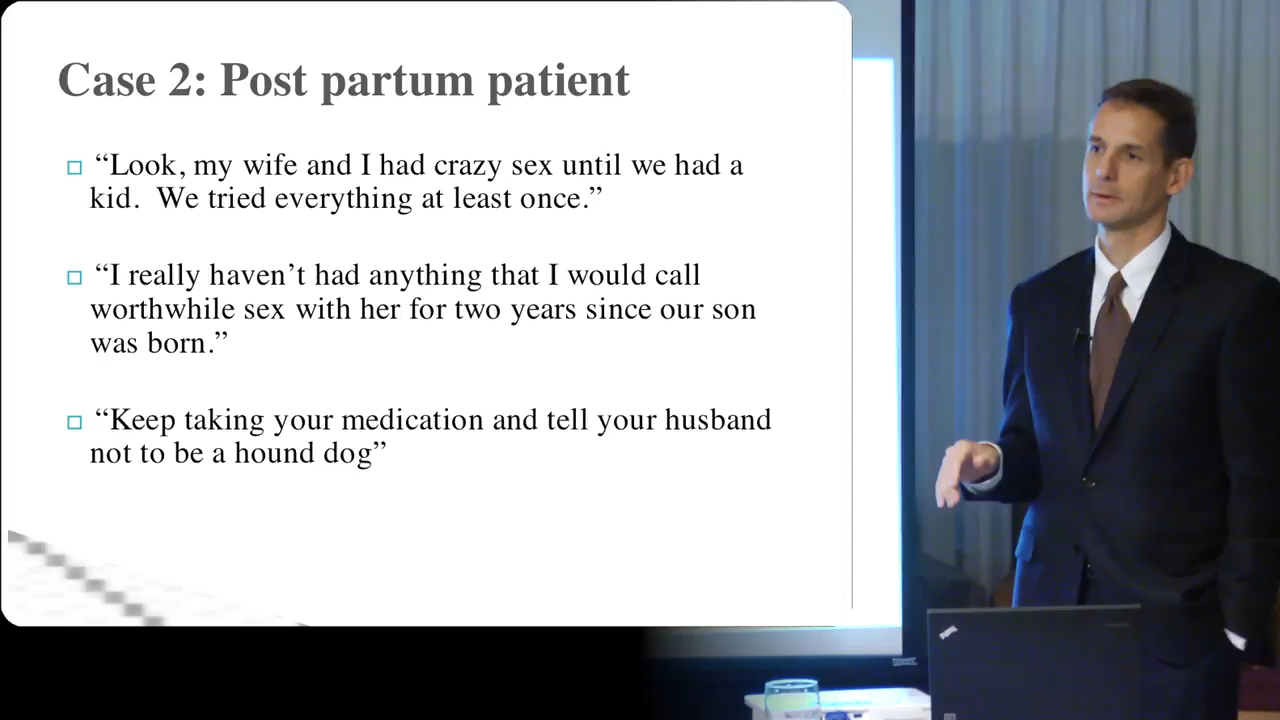 Case 2: Post partum patient
“Look, my wife and I had crazy sex until we had a
kid.  We tried everything at least once.”
“I really haven’t had anything that I would call
worthwhile sex with her for two years since our son
was born.”
“Keep taking your medication and tell your husband
not to be a hound dog”